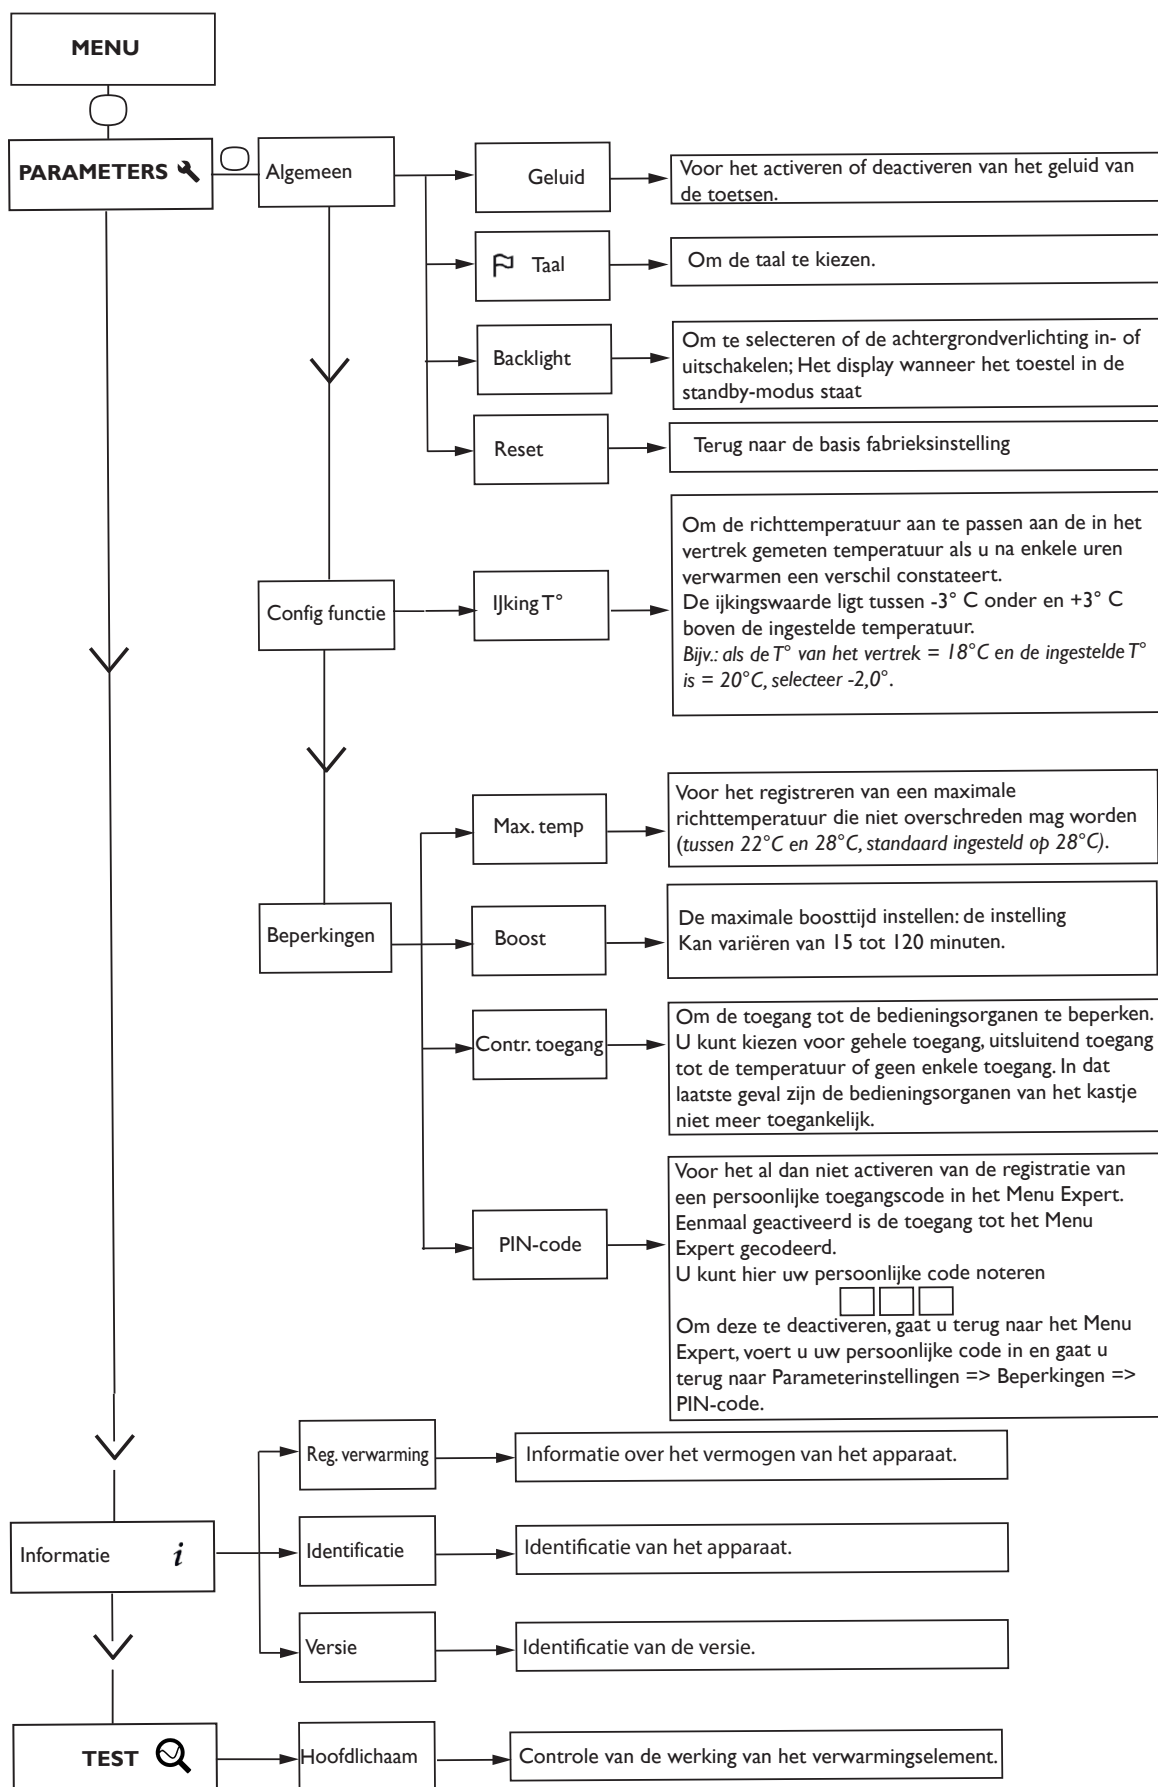 MENU
PARAMETERS
Algemeen
Geluid
Voor het activeren of deactiveren van het geluid van
de toetsen.
Taal
Om de taal te kiezen.
Backlight
Om te selecteren of de achtergrondverlichting in- of
uitschakelen; Het display wanneer het toestel in de
standby-modus staat
Reset
Terug naar de basis fabrieksinstelling
Config functie
IJking T°
Om de richttemperatuur aan te passen aan de in het
vertrek gemeten temperatuur als u na enkele uren
verwarmen een verschil constateert.
De ijkingswaarde ligt tussen -3° C onder en +3° C
boven de ingestelde temperatuur.
Bijv.: als de T° van het vertrek = 18°C en de ingestelde T°
is = 20°C, selecteer -2,0°.
Beperkingen
Max. temp
Voor het registreren van een maximale
richttemperatuur die niet overschreden mag worden
(tussen 22°C en 28°C, standaard ingesteld op 28°C).
Boost
De maximale boosttijd instellen: de instelling
Kan variëren van 15 tot 120 minuten.
Contr. toegang
Om de toegang tot de bedieningsorganen te beperken.
U kunt kiezen voor gehele toegang, uitsluitend toegang
tot de temperatuur of geen enkele toegang. In dat
laatste geval zijn de bedieningsorganen van het kastje
niet meer toegankelijk.
PIN-code
Voor het al dan niet activeren van de registratie van
een persoonlijke toegangscode in het Menu Expert.
Eenmaal geactiveerd is de toegang tot het Menu
Expert gecodeerd.
U kunt hier uw persoonlijke code noteren
Om deze te deactiveren, gaat u terug naar het Menu
Expert, voert u uw persoonlijke code in en gaat u
terug naar Parameterinstellingen => Beperkingen =>
PIN-code.
Informatie i
Reg. verwarming
Informatie over het vermogen van het apparaat.
Identificatie
Identificatie van het apparaat.
Versie
Identificatie van de versie.
TEST
Hoofdlichaam
Controle van de werking van het verwarmingselement.